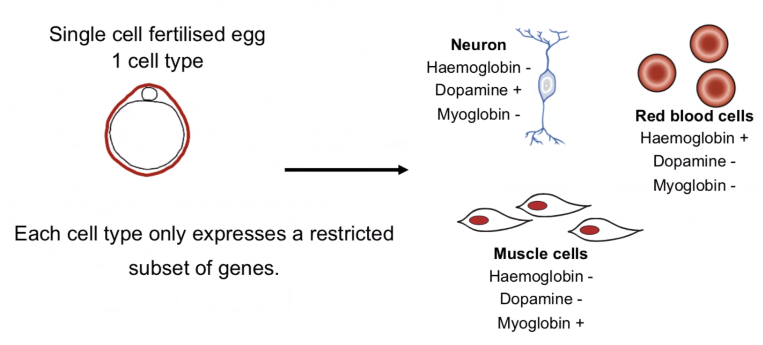 Single cell fertilised egg
1 cell type
Each cell type only expresses a restricted
subset of genes.
Neuron
Haemoglobin -
Dopamine +
Myoglobin -
Red blood cells
Haemoglobin +
Dopamine -
Myoglobin -
Muscle cells
Haemoglobin -
Dopamine -
Myoglobin +